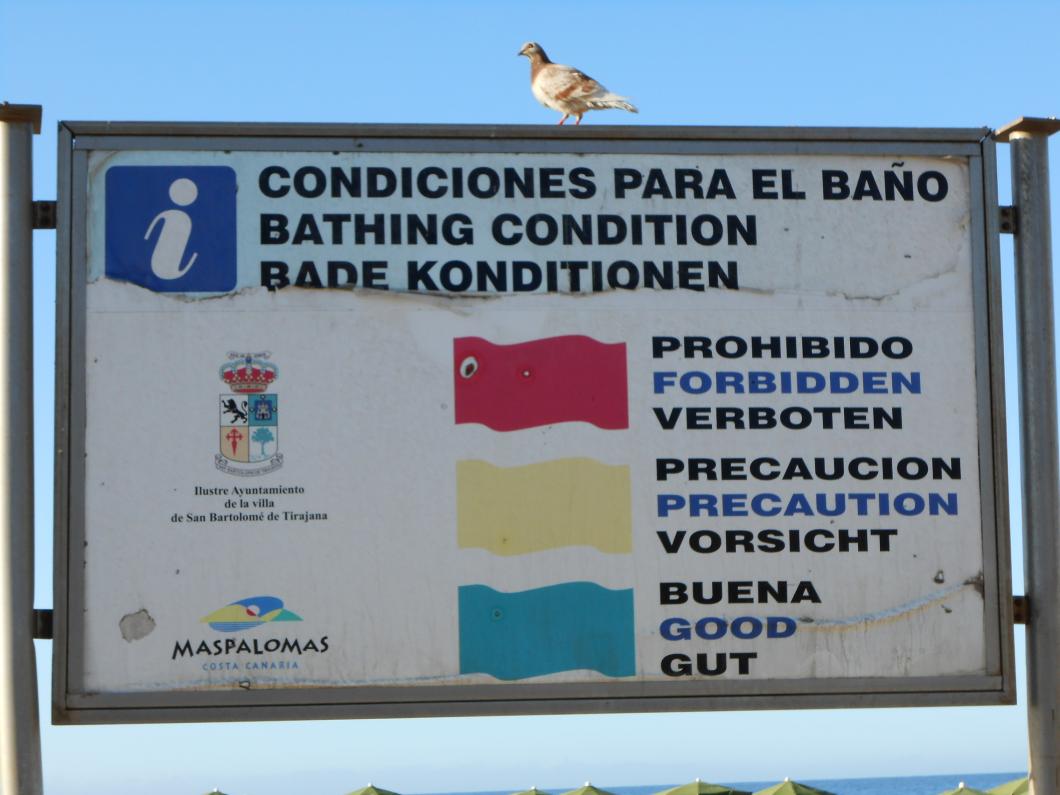 i
CONDICIONES PARA EL BAÑO
BATHING CONDITION
BADE KONDITIONEN
PROHIBIDO
FORBIDDEN
VERBOTEN
PRECAUCION
PRECAUTION
VORSICHT
BUENA
GOOD
GUT
Ilustre Ayuntamiento
de la villa
de San Bartolomé de Tirajana
MASPALOMAS
COSTA CANARIA